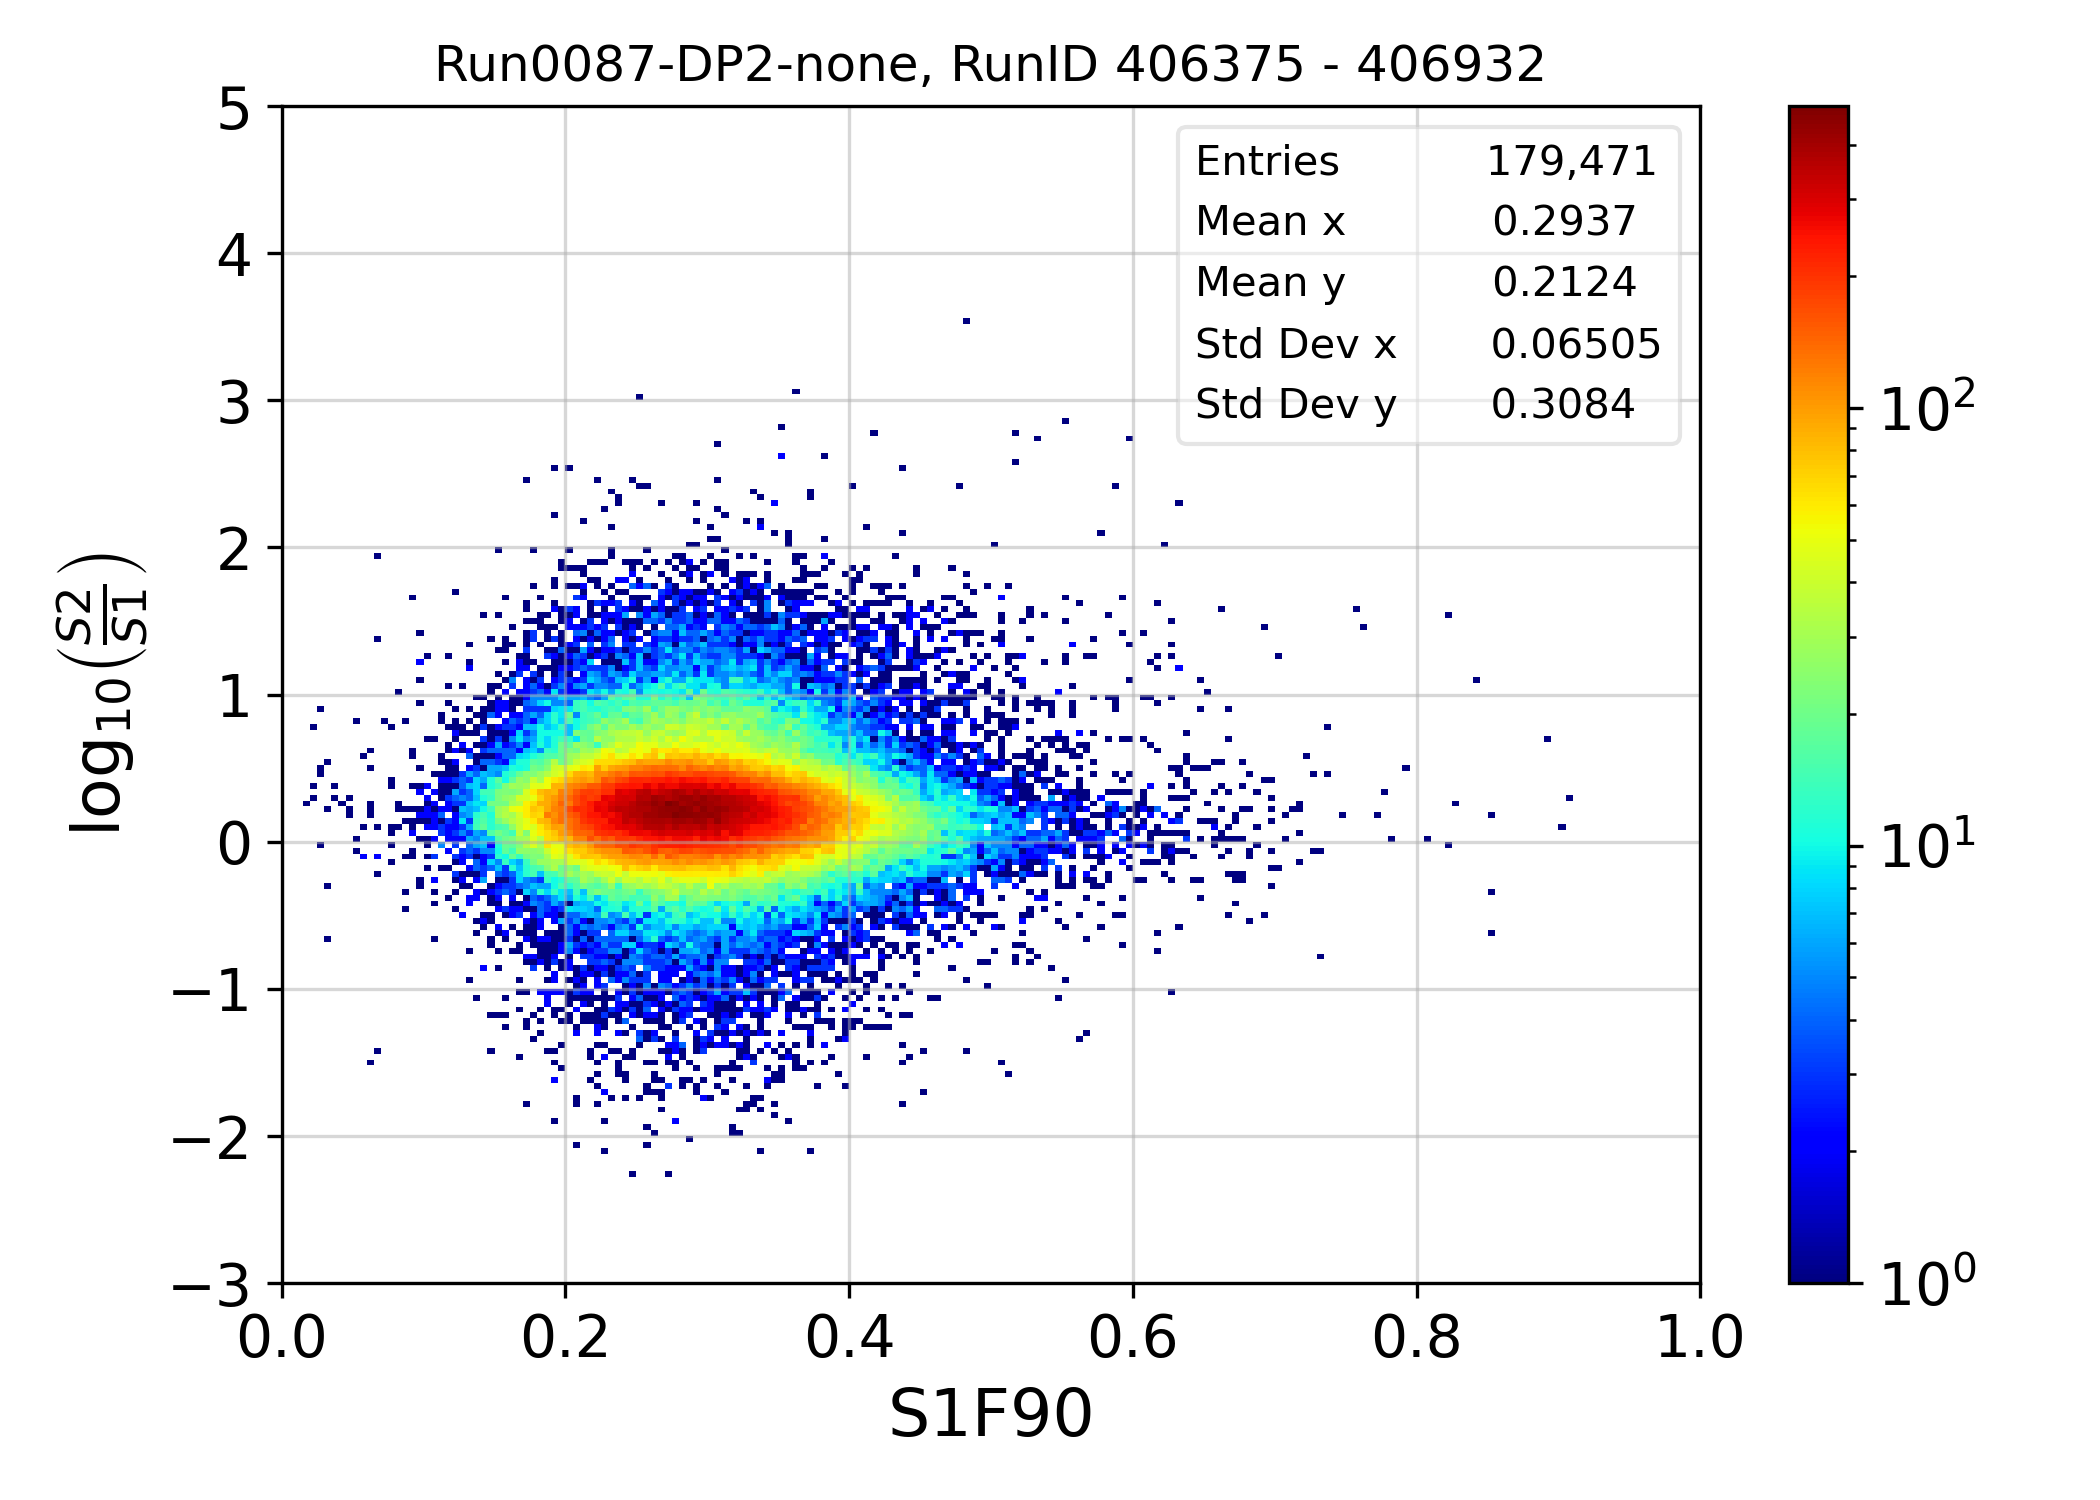 Run0087-DP2-none, RunID 406375 - 406932
Entries 179,471
Mean x 0.2937
Mean y 0.2124
Std Dev x 0.06505
Std Dev y 0.3084
5
4
3
2
1
0
−1
−2
−3
0.0 0.2 0.4 0.6 0.8 1.0
S1F90
log₁₀(S2/S1)
10²
10¹
10⁰